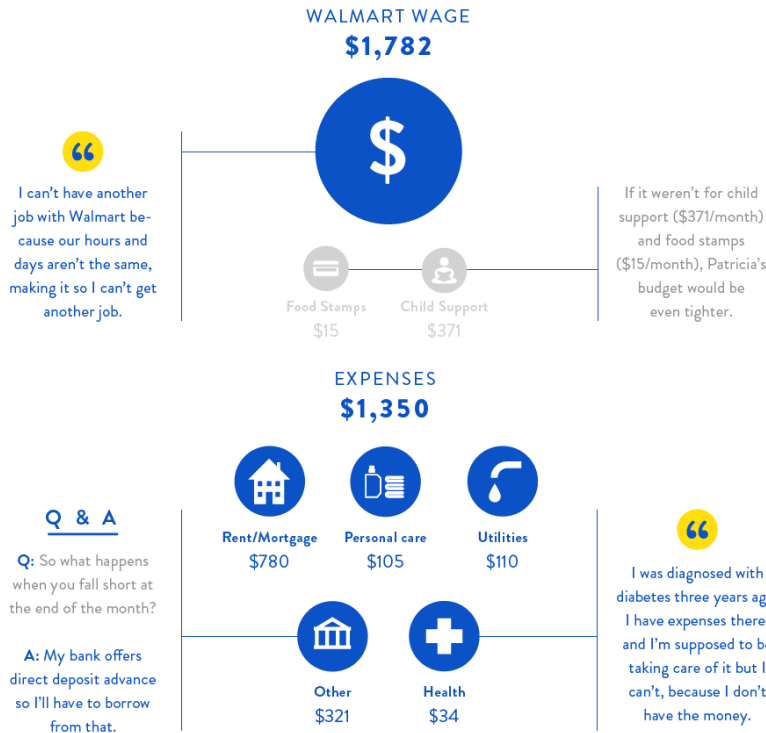 WALMART WAGE
$1,782
$
“
I can’t have another
job with Walmart be-
cause our hours and
days aren’t the same,
making it so I can’t get
another job.
If it weren’t for child
support ($371/month)
and food stamps
($15/month), Patricia’s
budget would be
even tighter.
Food Stamps
$15
Child Support
$371
EXPENSES
$1,350
Rent/Mortgage
$780
Personal care
$105
Utilities
$110
Q & A
Q: So what happens
when you fall short at
the end of the month?
A: My bank offers
direct deposit advance
so I’ll have to borrow
from that.
Other
$321
Health
$34
“
I was diagnosed with
diabetes three years ag
I have expenses there
and I’m supposed to b
taking care of it but I
can’t, because I don’t
have the money.